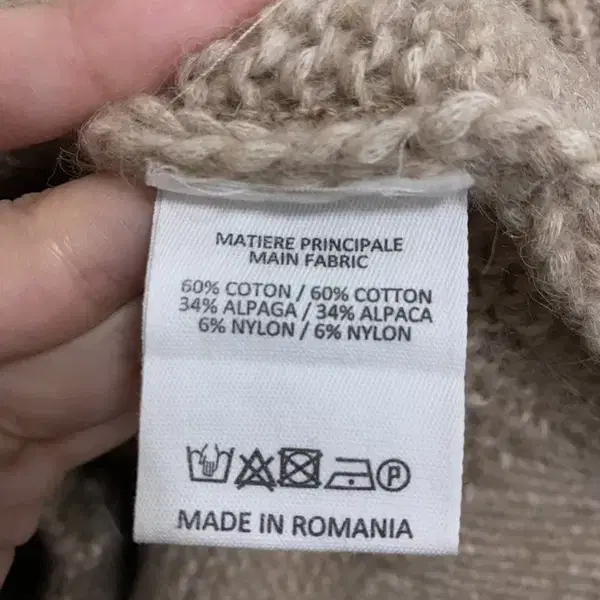 MATIERE PRINCIPALE
MAIN FABRIC
60% COTON / 60% COTTON
34% ALPAGA / 34% ALPACA
6% NYLON / 6% NYLON
P
MADE IN ROMANIA